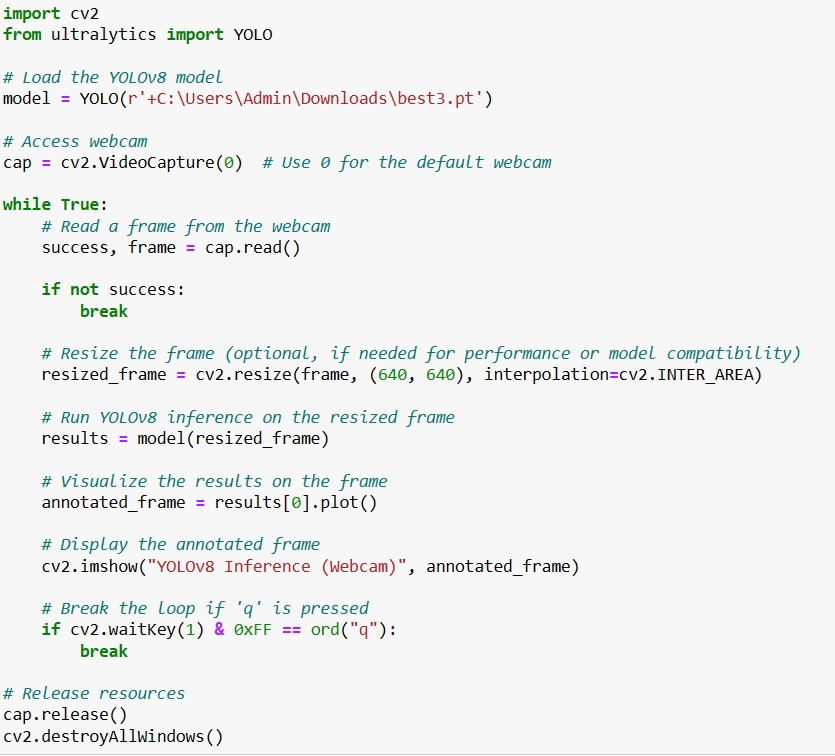 import cv2
from ultralytics import YOLO

# Load the YOLOv8 model
model = YOLO(r'+C:\Users\Admin\Downloads\best3.pt')

# Access webcam
cap = cv2.VideoCapture(0)  # Use 0 for the default webcam

while True:
    # Read a frame from the webcam
    success, frame = cap.read()

    if not success:
        break

    # Resize the frame (optional, if needed for performance or model compatibility)
    resized_frame = cv2.resize(frame, (640, 640), interpolation=cv2.INTER_AREA)

    # Run YOLOv8 inference on the resized frame
    results = model(resized_frame)

    # Visualize the results on the frame
    annotated_frame = results[0].plot()

    # Display the annotated frame
    cv2.imshow("YOLOv8 Inference (Webcam)", annotated_frame)

    # Break the loop if 'q' is pressed
    if cv2.waitKey(1) & 0xFF == ord("q"):
        break

# Release resources
cap.release()
cv2.destroyAllWindows()